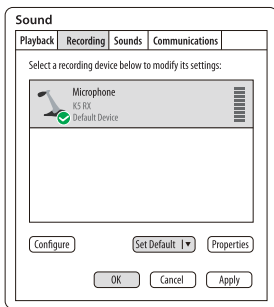 Sound
Playback Recording Sounds Communications
Select a recording device below to modify its settings:
Microphone
K5 RX
Default Device
Configure Set Default Properties
OK Cancel Apply